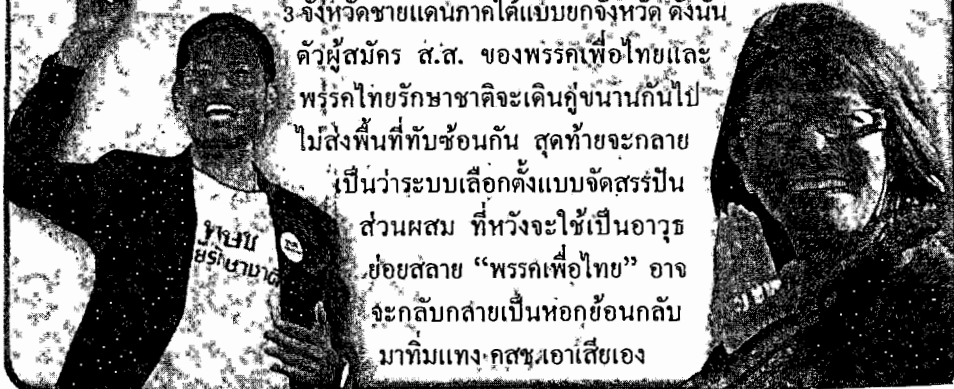 3 จังหวัดชายแดนภาคใต้แบบยกจังหวัด ดังนั้น
ตัวผู้สมัคร ส.ส. ของพรรคเพื่อไทยและ
พรรคไทยรักษาชาติจะเดินคู่ขนานกันไป
ไม่ส่งพื้นที่ทับซ้อนกัน สุดท้ายจะกลาย
เป็นว่าระบบเลือกตั้งแบบจัดสรรปัน
ส่วนผสม ที่หวังจะใช้เป็นอาวุธ
ย่อยสลาย “พรรคเพื่อไทย” อาจ
จะกลับกลายเป็นหอกย้อนกลับ
มาทิ่มแทง คสช.เอาเสียเอง
ทษช
ยรักษาชาติ